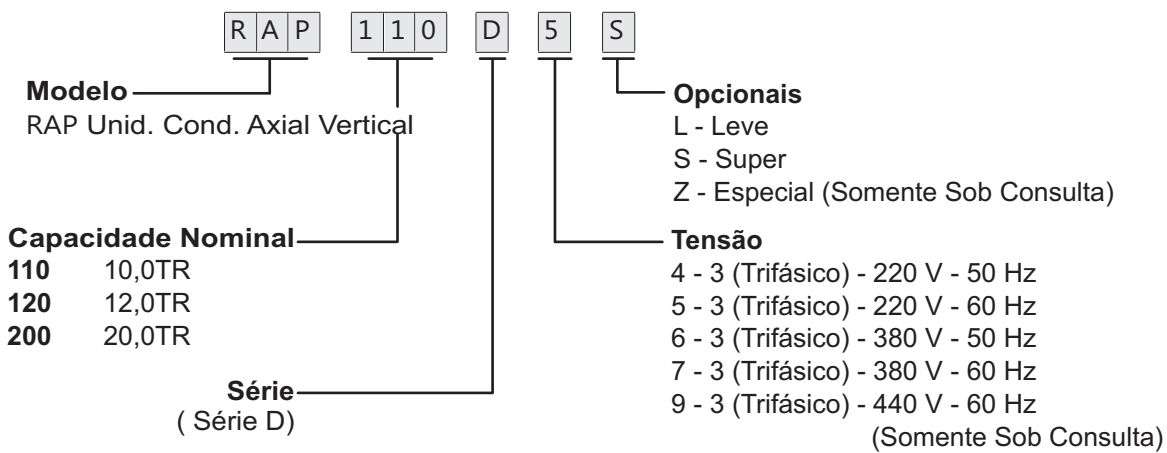 RAP 110 D 5 S
Modelo
RAP Unid. Cond. Axial Vertical
Capacidade Nominal
110 10,0TR
120 12,0TR
200 20,0TR
Série
( Série D)
Opcionais
L - Leve
S - Super
Z - Especial (Somente Sob Consulta)
Tensão
4 - 3 (Trifásico) - 220 V - 50 Hz
5 - 3 (Trifásico) - 220 V - 60 Hz
6 - 3 (Trifásico) - 380 V - 50 Hz
7 - 3 (Trifásico) - 380 V - 60 Hz
9 - 3 (Trifásico) - 440 V - 60 Hz
(Somente Sob Consulta)